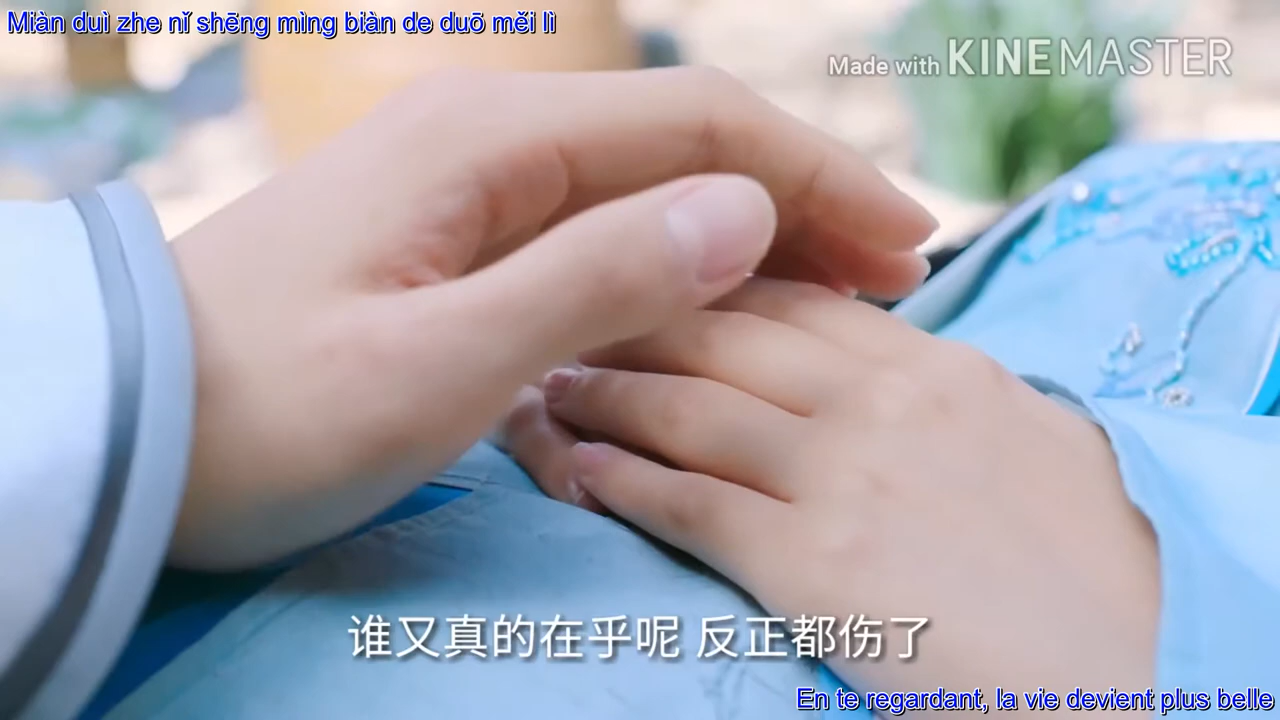 Miàn duì zhe nǐ shēng mìng biàn de duō měi lì
Made with KINEMASTER
谁又真的在乎呢 反正都伤了
En te regardant, la vie devient plus belle